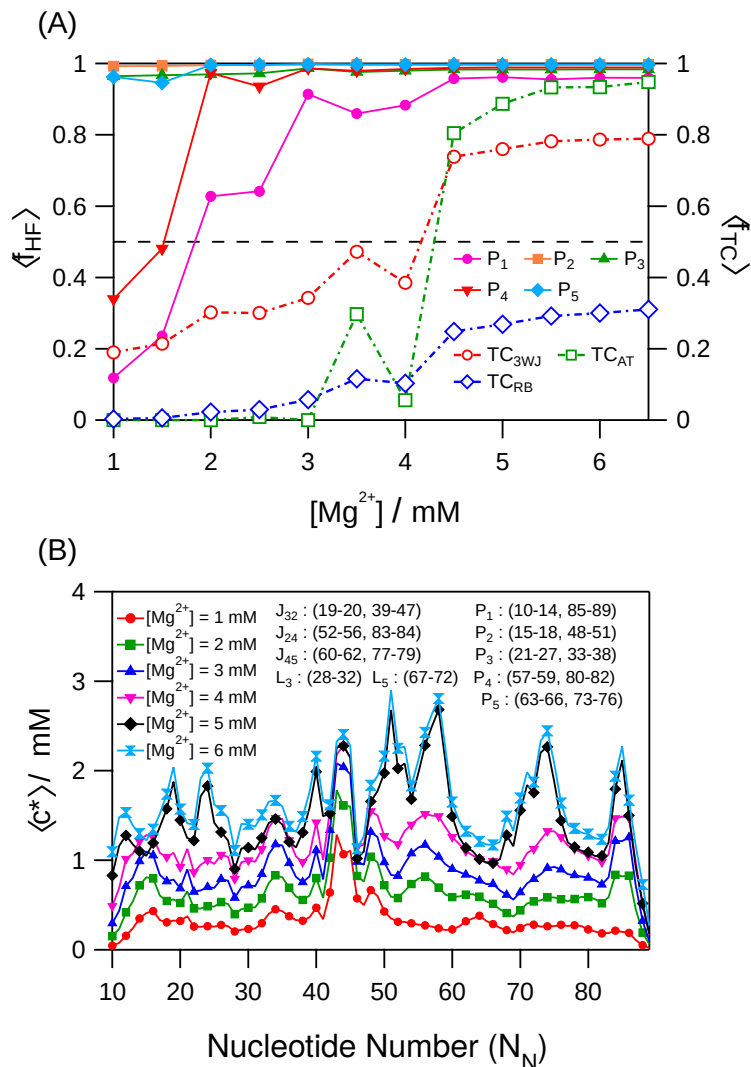 (A)
1 1
0.8 0.8
0.6 0.6
0.4 0.4
0.2 0.2
0 0
⟨f_HF⟩
⟨f_TC⟩
P₁ P₂ P₃
P₄ P₅
TC_3WJ TC_AT
TC_RB
1 2 3 4 5 6
[Mg²⁺] / mM
(B)
4
3
2
1
0
⟨c*⟩/ mM
[Mg²⁺] = 1 mM
[Mg²⁺] = 2 mM
[Mg²⁺] = 3 mM
[Mg²⁺] = 4 mM
[Mg²⁺] = 5 mM
[Mg²⁺] = 6 mM
J₃₂ : (19-20, 39-47)
J₂₄ : (52-56, 83-84)
J₄₅ : (60-62, 77-79)
L₃ : (28-32) L₅ : (67-72)
P₁ : (10-14, 85-89)
P₂ : (15-18, 48-51)
P₃ : (21-27, 33-38)
P₄ : (57-59, 80-82)
P₅ : (63-66, 73-76)
10 20 30 40 50 60 70 80
Nucleotide Number (N_N)